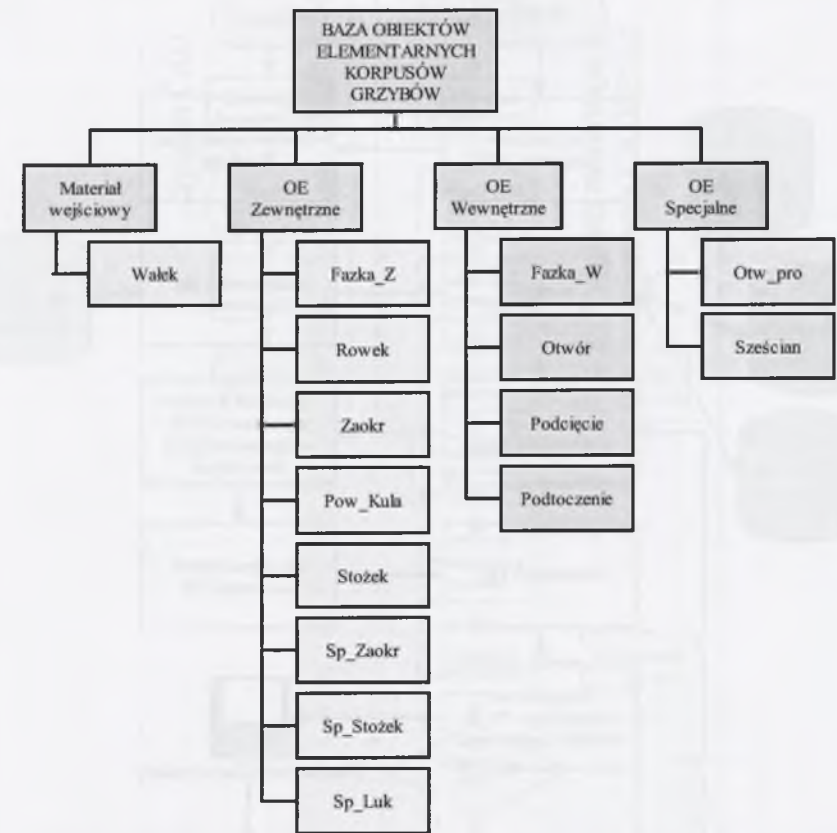 BAZA OBIEKTÓW
ELEMENTARNYCH
KORPUSÓW
GRZYBÓW
Materiał
wejściowy
Wałek
OE
Zewnętrzne
Fazka_Z
Rowek
Zaokr
Pow_Kula
Stożek
Sp_Zaokr
Sp_Stożek
Sp_Luk
OE
Wewnętrzne
Fazka_W
Otwór
Podcięcie
Podtoczenie
OE
Specjalne
Otw_pro
Sześcian